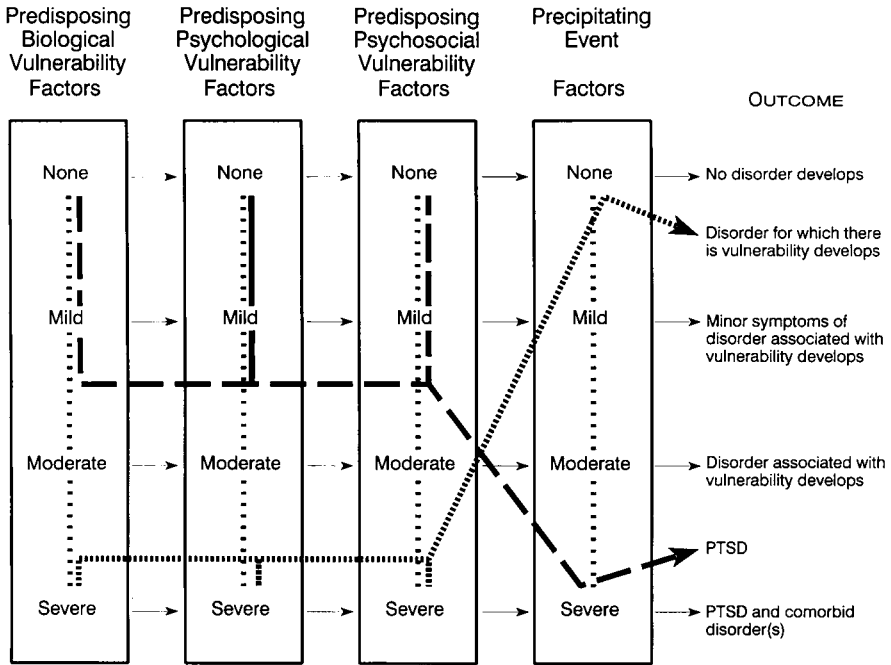 Predisposing
Biological
Vulnerability
Factors
Predisposing
Psychological
Vulnerability
Factors
Predisposing
Psychosocial
Vulnerability
Factors
Precipitating
Event
Factors
OUTCOME
None
None
None
None
No disorder develops
Disorder for which there
is vulnerability develops
Mild
Mild
Mild
Mild
Minor symptoms of
disorder associated with
vulnerability develops
Moderate
Moderate
Moderate
Moderate
Disorder associated with
vulnerability develops
PTSD
Severe
Severe
Severe
Severe
PTSD and comorbid
disorder(s)